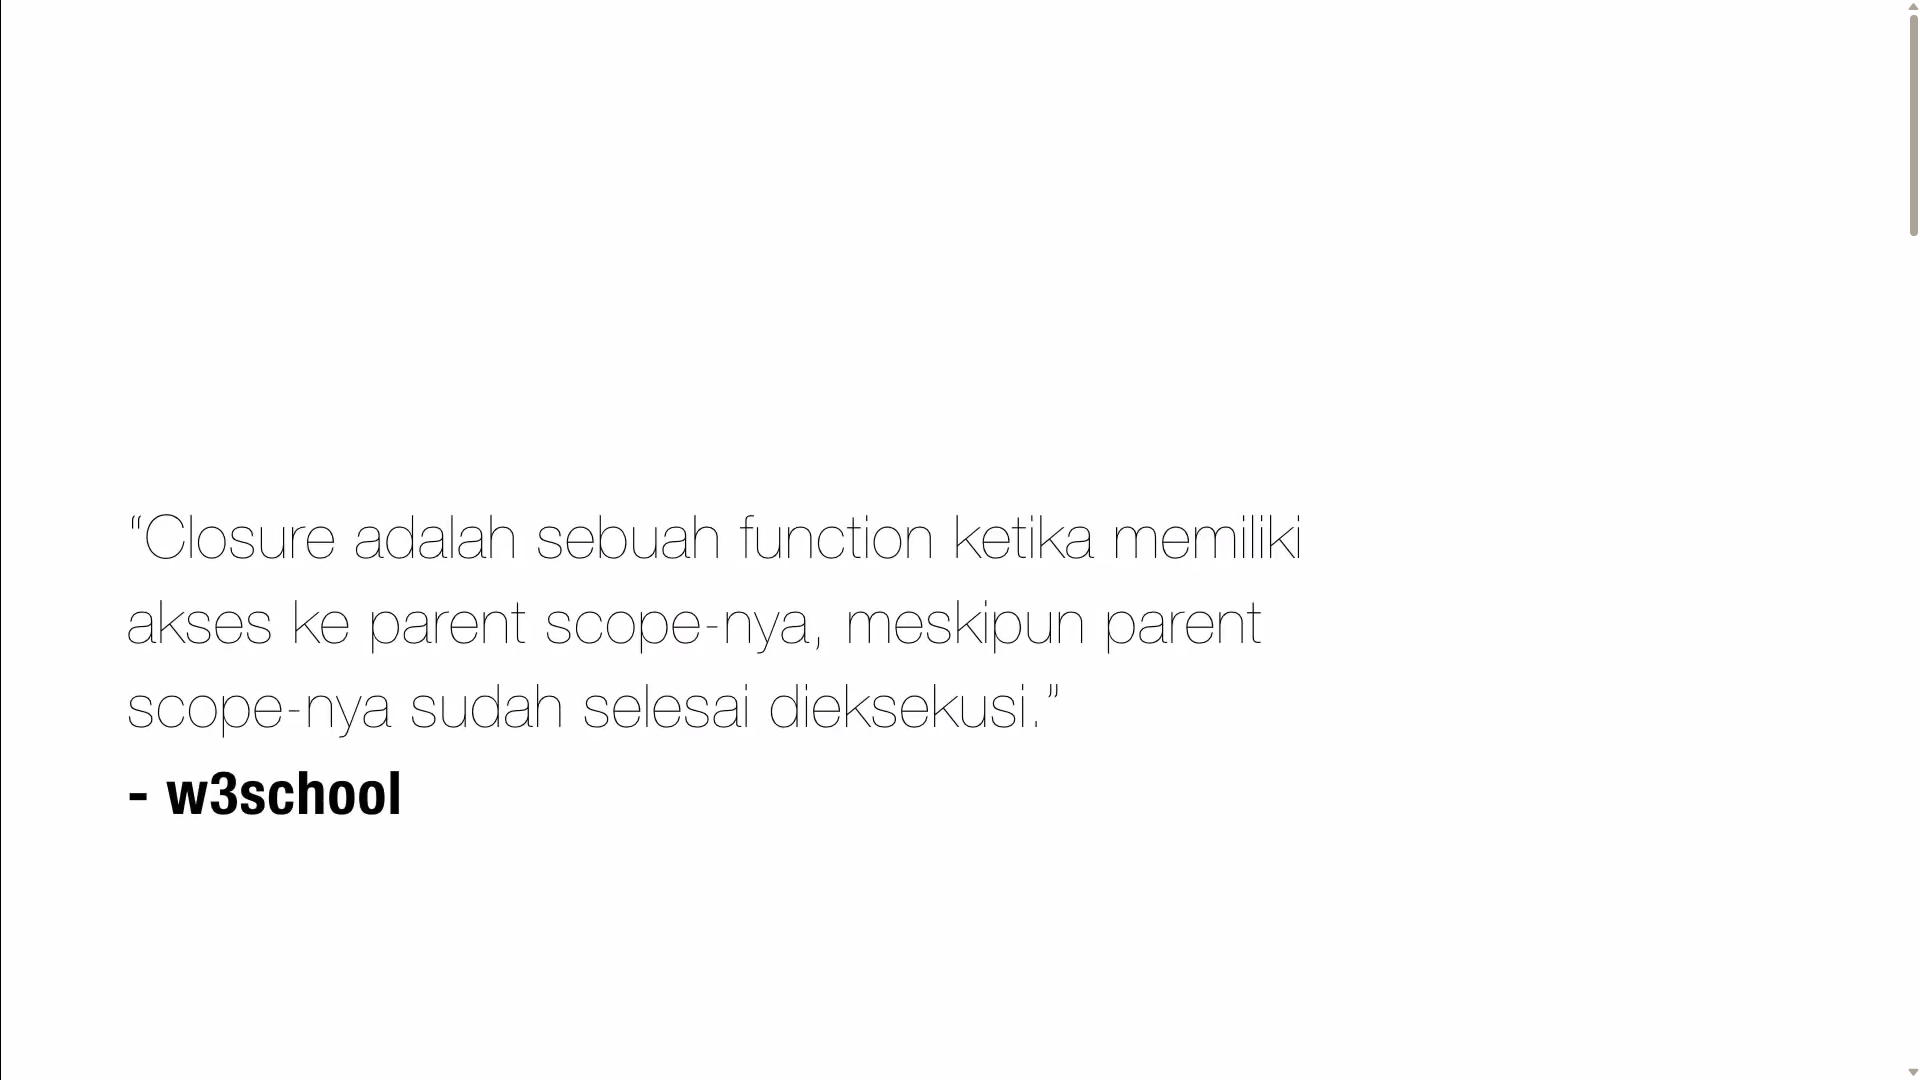 “Closure adalah sebuah function ketika memiliki
akses ke parent scope-nya, meskipun parent
scope-nya sudah selesai dieksekusi.”
- w3school